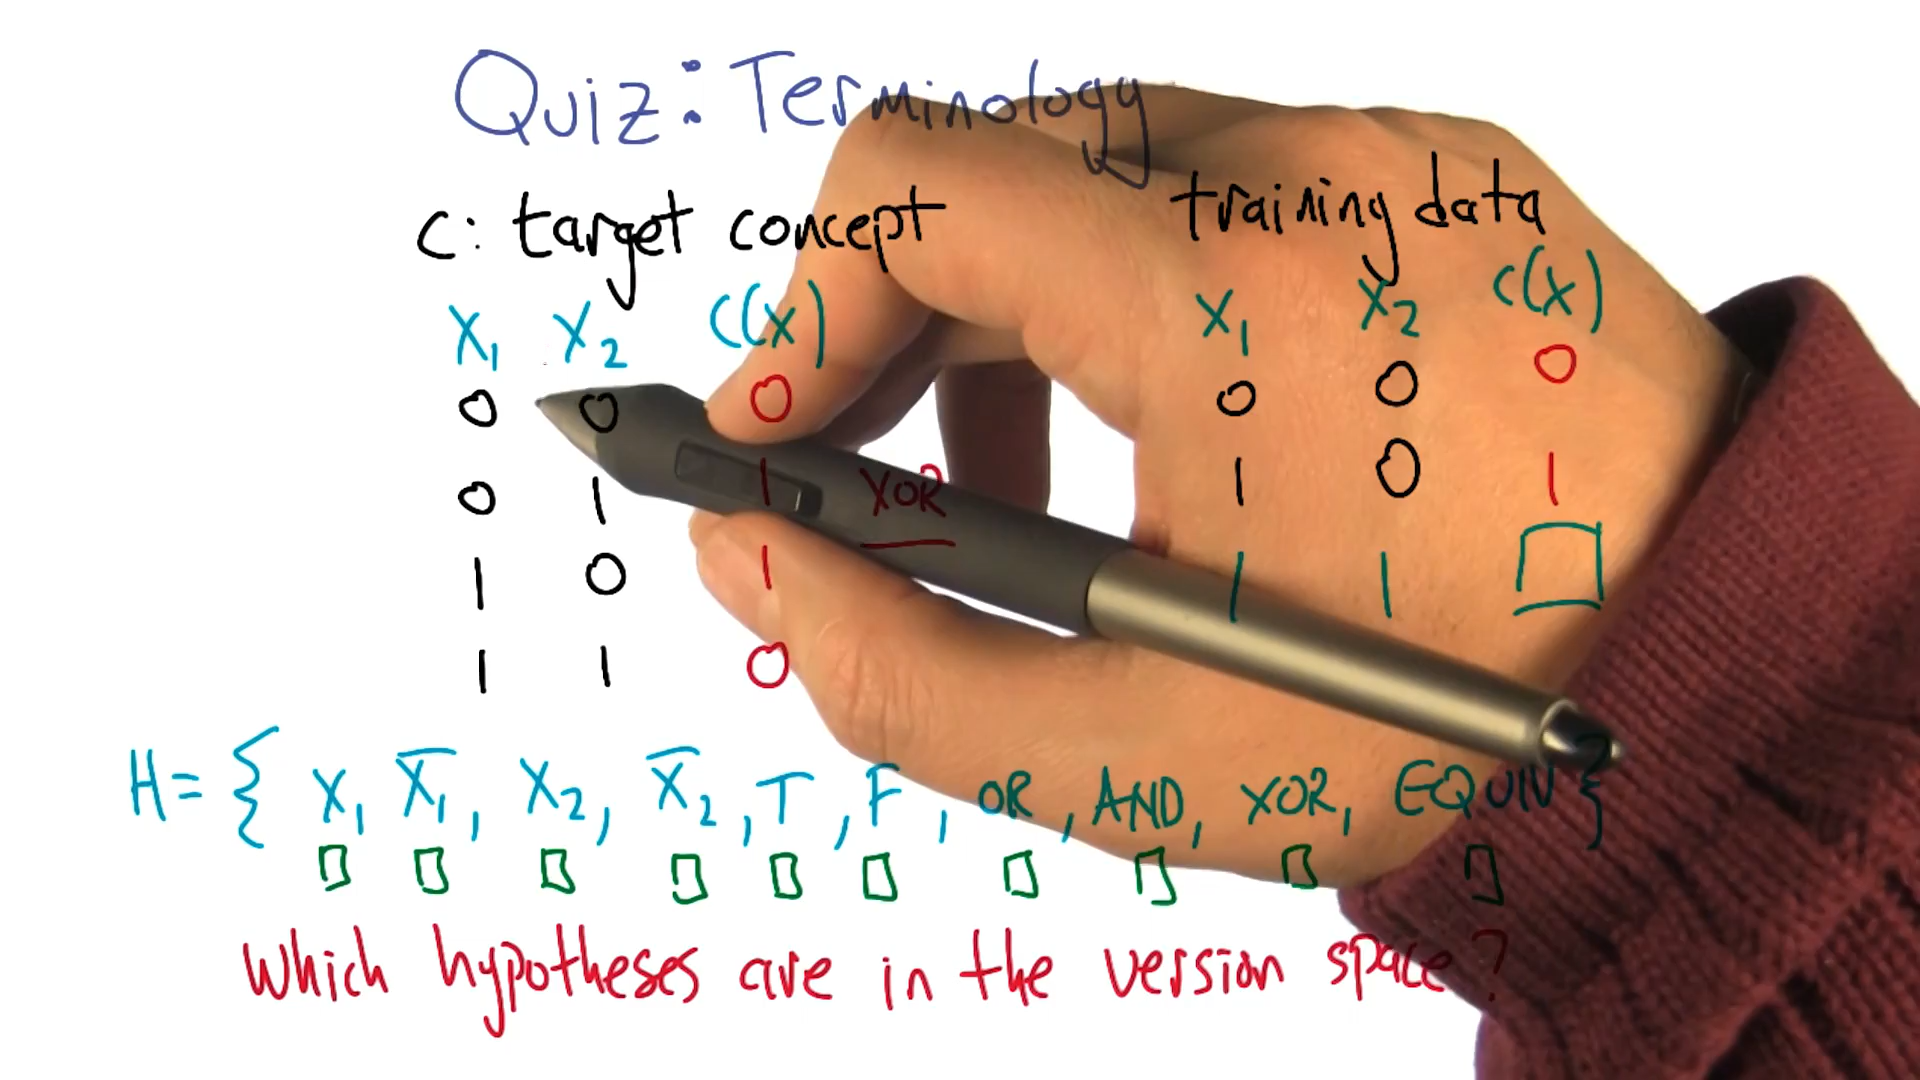 Quiz: Terminology
c: target concept
X1 X2 C(X)
0 0 0
0 1 1 XOR
1 0 1
1 1 0
training data
X1 X2 C(X)
0 0 0
1 0 1
1 1
H = { X1, X̅1, X2, X̅2, T, F, OR, AND, XOR, EQUIV }
Which hypotheses are in the version space?